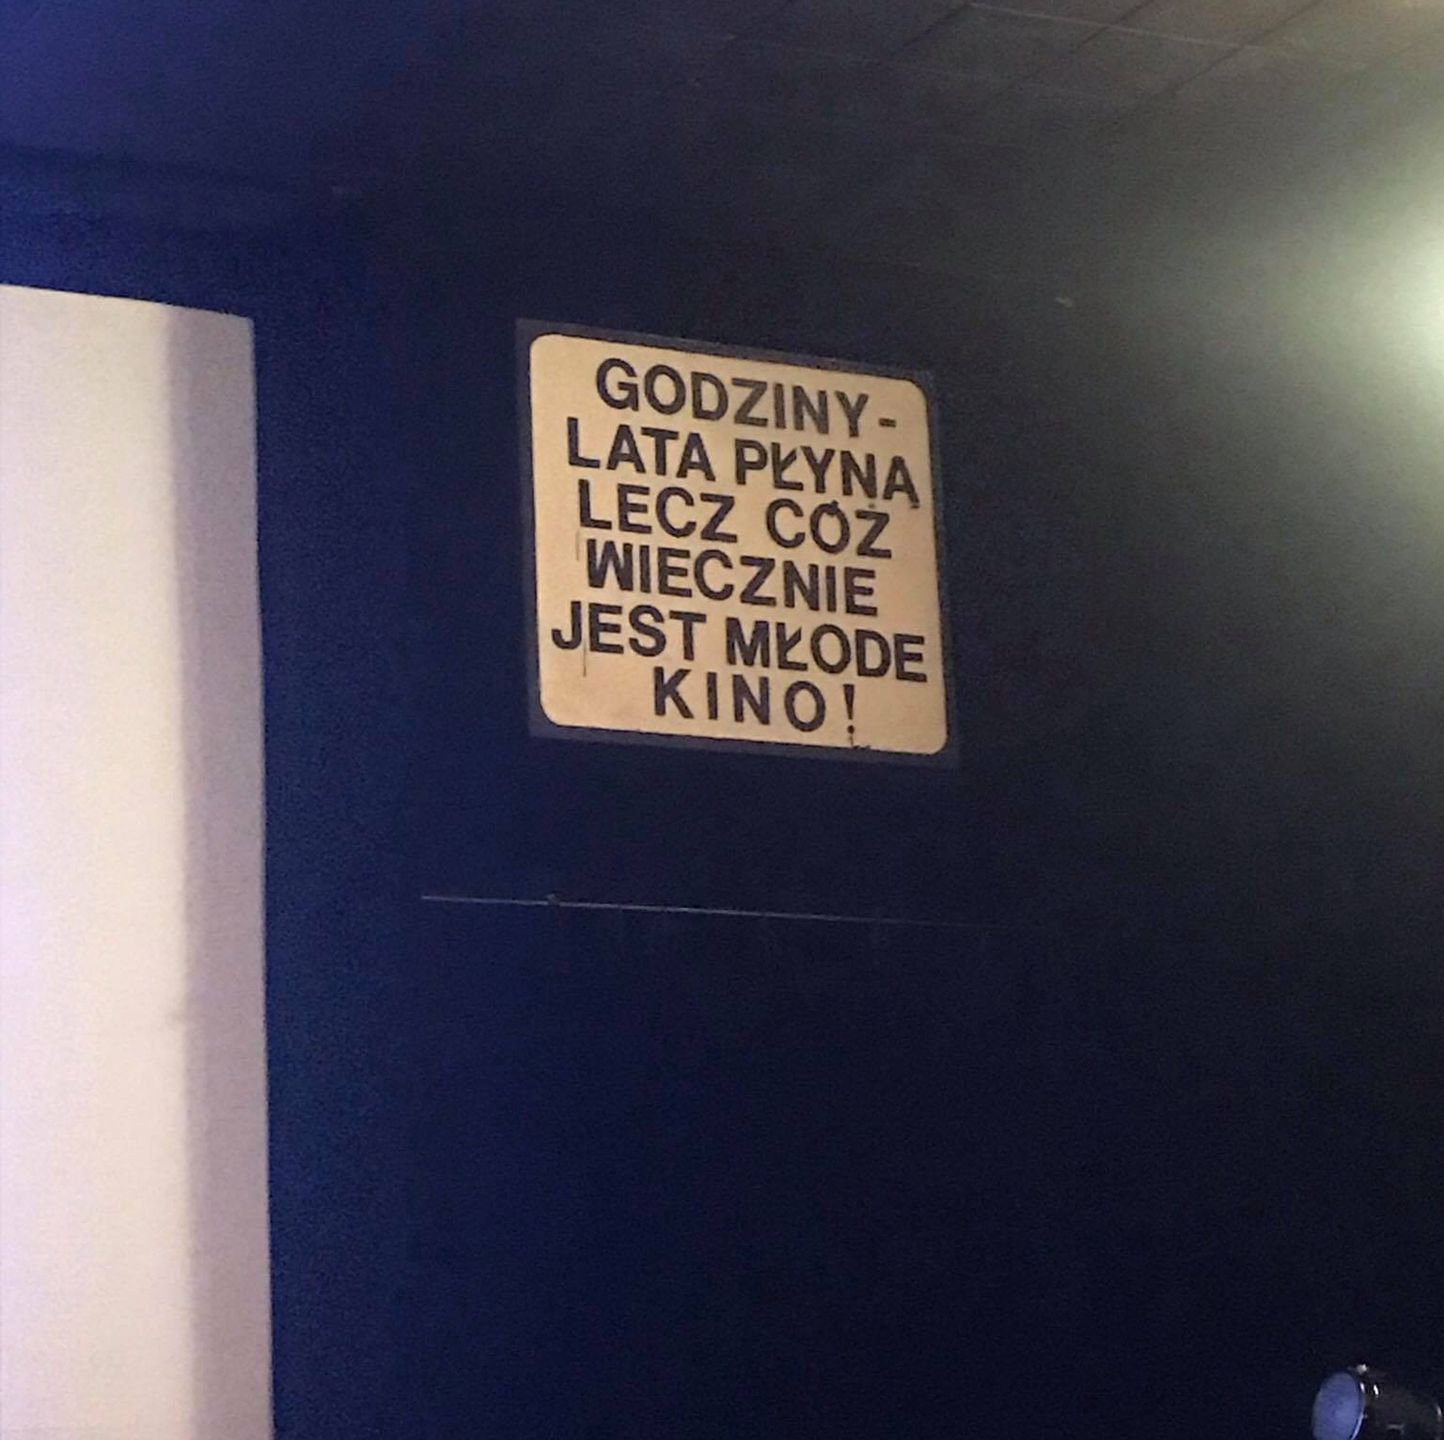 GODZINY-
LATA PŁYNĄ
LECZ CÓŻ
WIECZNIE
JEST MŁODE
KINO!